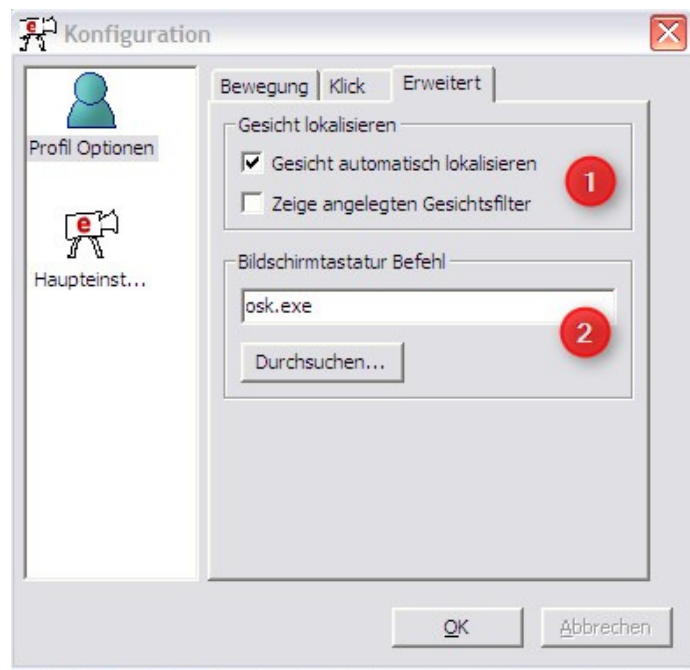 Konfiguration
Bewegung Klick Erweitert
Profil Optionen
e
Haupteinst...
Gesicht lokalisieren
Gesicht automatisch lokalisieren
Zeige angelegten Gesichtsfilter
1
Bildschirmtastatur Befehl
osk.exe
2
Durchsuchen...
OK
Abbrechen